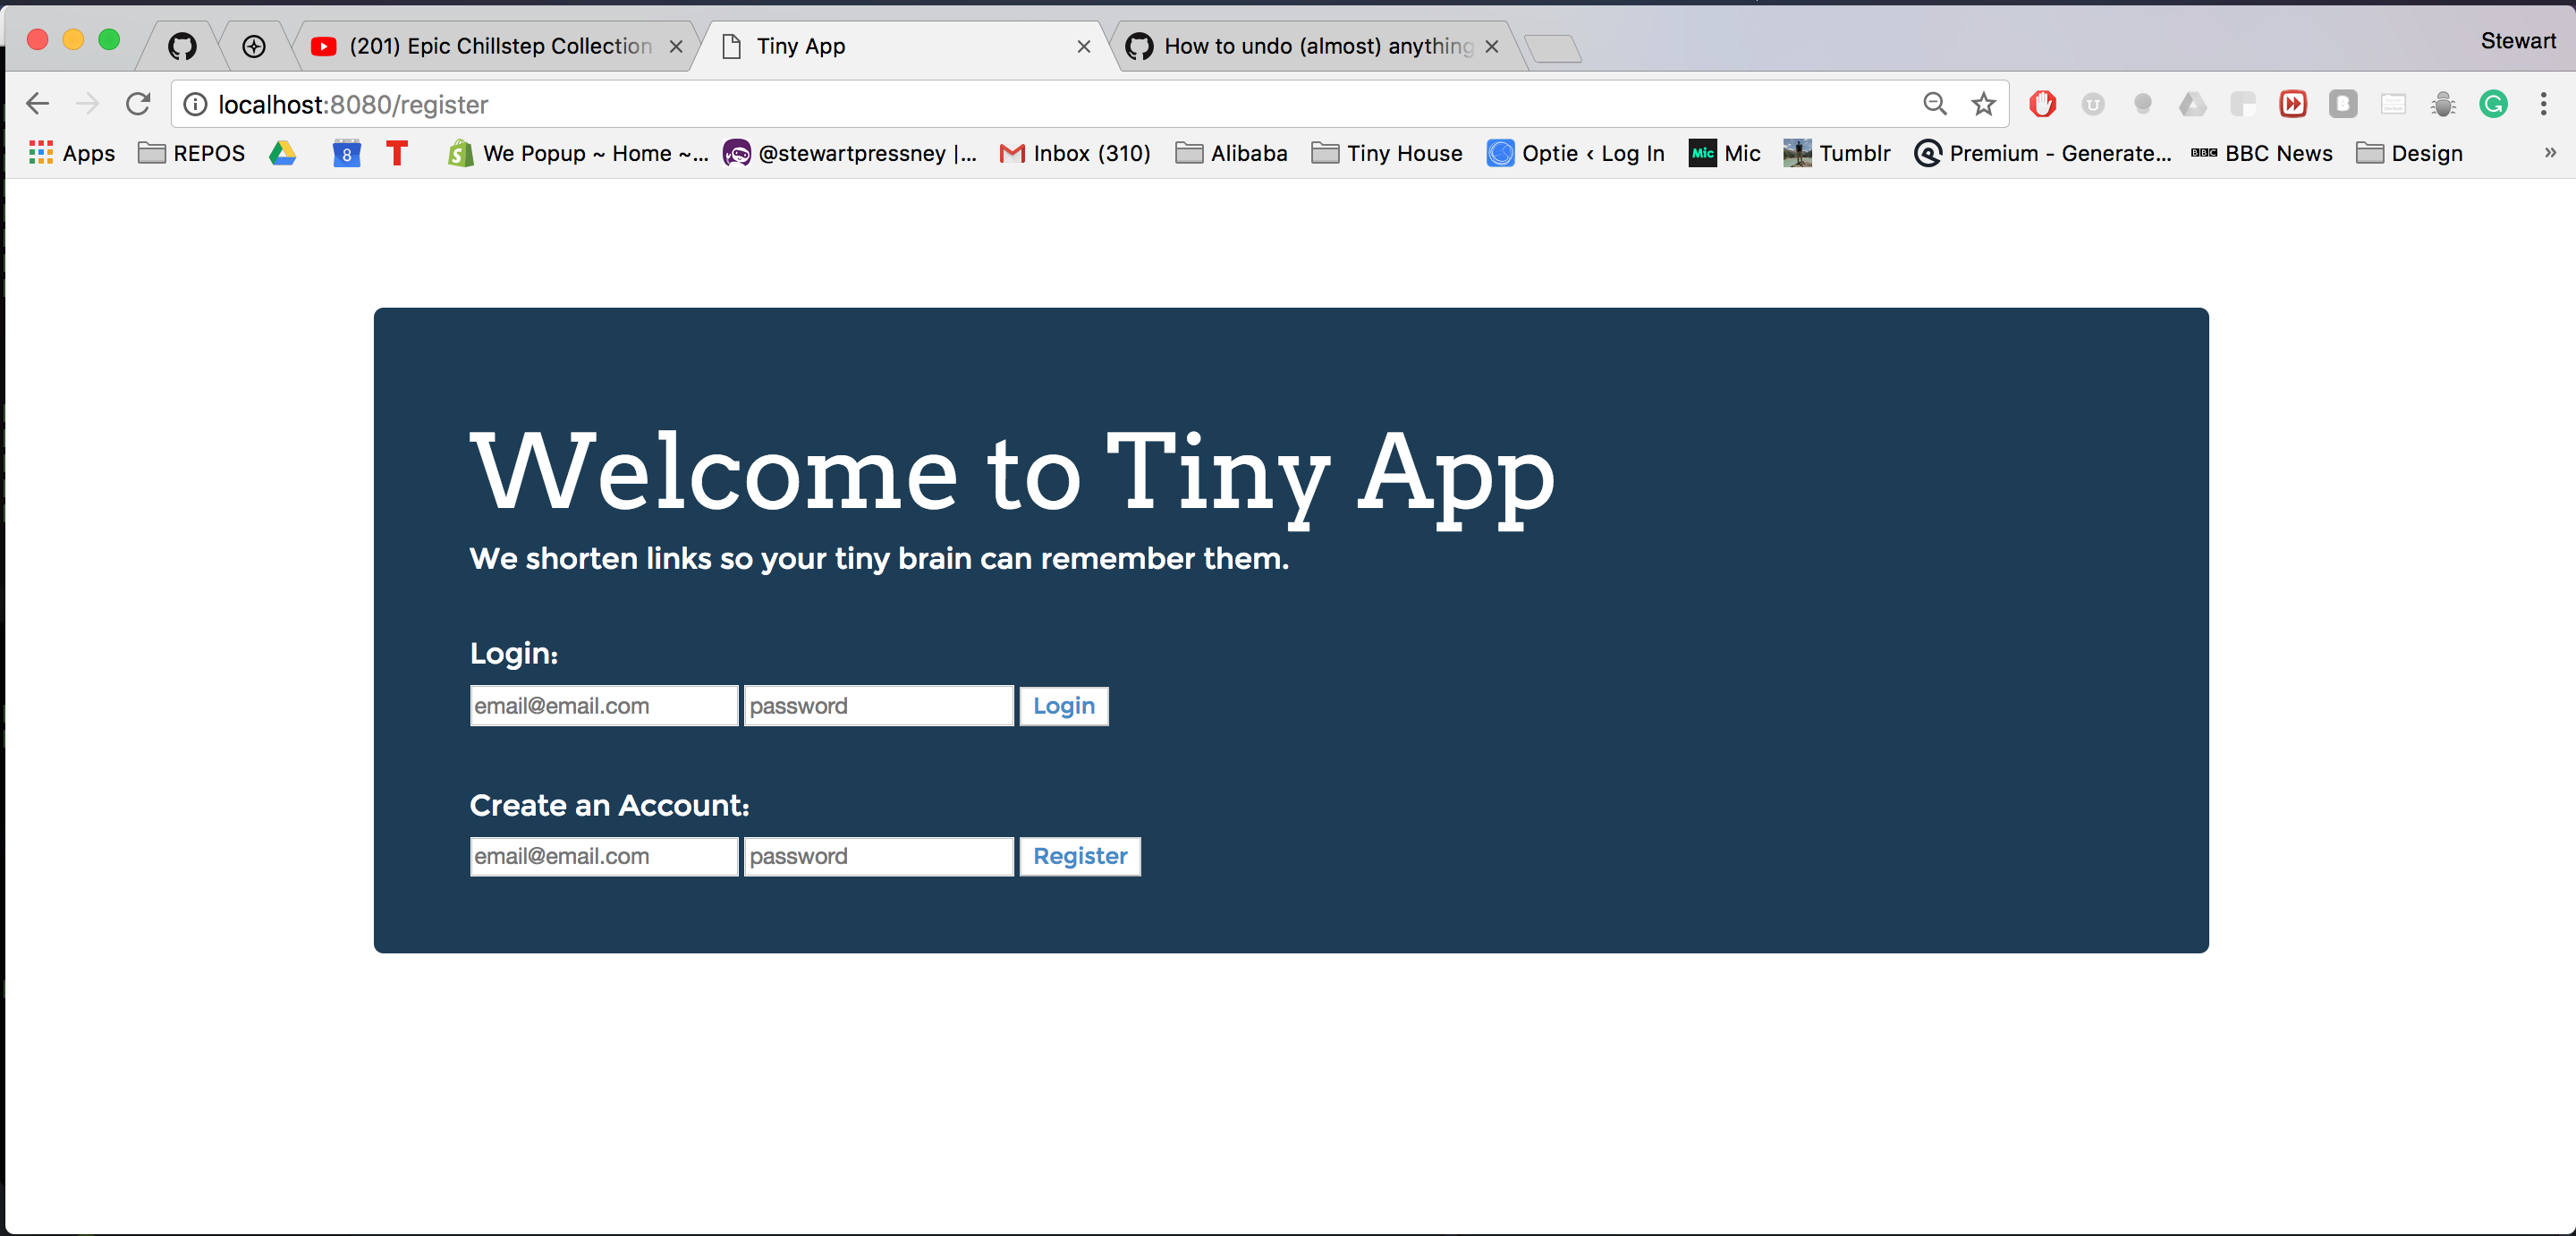 (201) Epic Chillstep Collection
Tiny App
How to undo (almost) anything
Stewart
localhost:8080/register
Apps
REPOS
8
We Popup ~ Home ~...
@stewartpressney |...
Inbox (310)
Alibaba
Tiny House
Optie ‹ Log In
Mic Mic
Tumblr
Premium - Generate...
BBC BBC News
Design
»
Welcome to Tiny App
We shorten links so your tiny brain can remember them.
Login:
email@email.com password Login
Create an Account:
email@email.com password Register